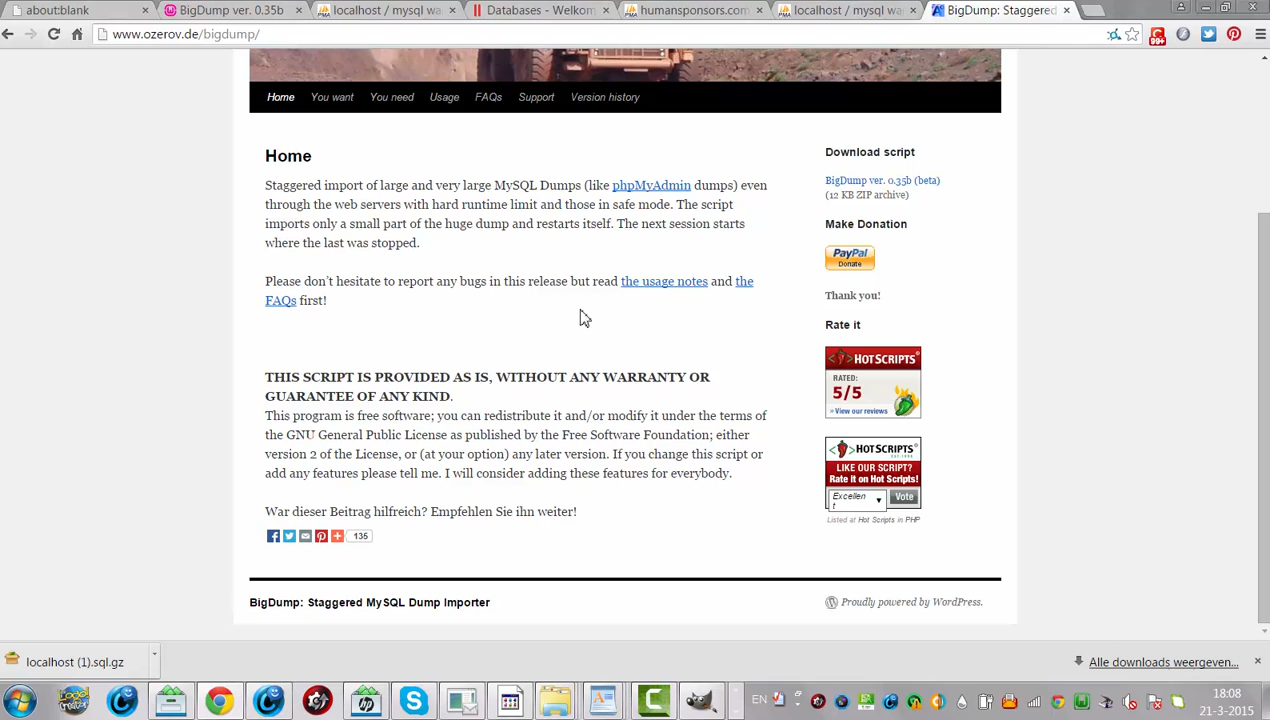 about:blank
BigDump ver. 0.35b
localhost / mysql wa
Databases - Welkom
humansponsors.com
localhost / mysql wa
BigDump: Staggered
www.ozerov.de/bigdump/
99+
Home You want You need Usage FAQs Support Version history
Home
Staggered import of large and very large MySQL Dumps (like phpMyAdmin dumps) even
through the web servers with hard runtime limit and those in safe mode. The script
imports only a small part of the huge dump and restarts itself. The next session starts
where the last was stopped.
Please don't hesitate to report any bugs in this release but read the usage notes and the
FAQs first!
THIS SCRIPT IS PROVIDED AS IS, WITHOUT ANY WARRANTY OR
GUARANTEE OF ANY KIND.
This program is free software; you can redistribute it and/or modify it under the terms of
the GNU General Public License as published by the Free Software Foundation; either
version 2 of the License, or (at your option) any later version. If you change this script or
add any features please tell me. I will consider adding these features for everybody.
War dieser Beitrag hilfreich? Empfehlen Sie ihn weiter!
135
Download script
BigDump ver. 0.35b (beta)
(12 KB ZIP archive)
Make Donation
PayPal
Donate
Thank you!
Rate it
HOTSCRIPTS
RATED:
5/5
» View our reviews
HOTSCRIPTS
LIKE OUR SCRIPT?
Rate it on Hot Scripts!
Excellen
t
Vote
Listed at Hot Scripts in PHP
BigDump: Staggered MySQL Dump Importer
Proudly powered by WordPress.
localhost (1).sql.gz
Alle downloads weergeven...
EN
18:08
21-3-2015